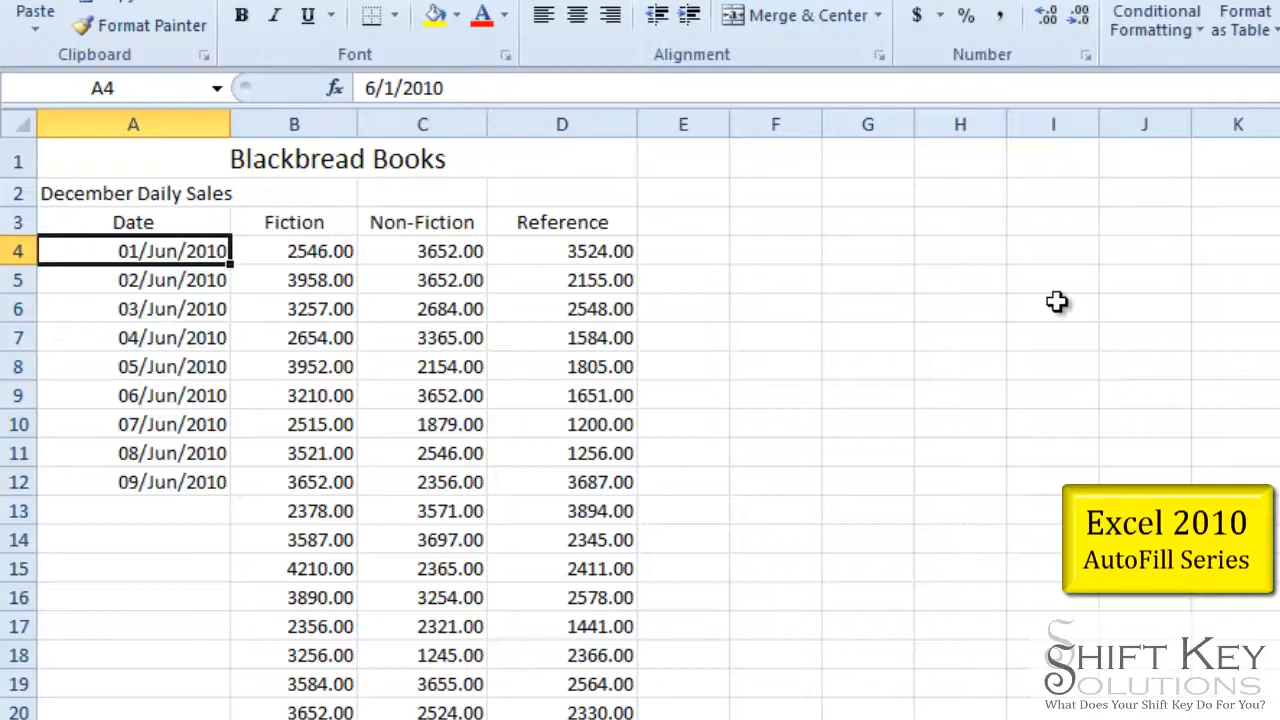 Paste
Format Painter
B I U A
Merge & Center
$ % ,
.00 .0
.0 .00
Conditional
Formatting
Format
as Table
Clipboard
Font
Alignment
Number
A4 fx 6/1/2010
A B C D E F G H I J K
1 Blackbread Books
2 December Daily Sales
3 Date Fiction Non-Fiction Reference
4 01/Jun/2010 2546.00 3652.00 3524.00
5 02/Jun/2010 3958.00 3652.00 2155.00
6 03/Jun/2010 3257.00 2684.00 2548.00
7 04/Jun/2010 2654.00 3365.00 1584.00
8 05/Jun/2010 3952.00 2154.00 1805.00
9 06/Jun/2010 3210.00 3652.00 1651.00
10 07/Jun/2010 2515.00 1879.00 1200.00
11 08/Jun/2010 3521.00 2546.00 1256.00
12 09/Jun/2010 3652.00 2356.00 3687.00
13 2378.00 3571.00 3894.00
14 3587.00 3697.00 2345.00
15 4210.00 2365.00 2411.00
16 3890.00 3254.00 2578.00
17 2356.00 2321.00 1441.00
18 3256.00 1245.00 2366.00
19 3584.00 3655.00 2564.00
20 3652.00 2524.00 2330.00
Excel 2010
AutoFill Series
SHIFT KEY
SOLUTIONS
What Does Your Shift Key Do For You?